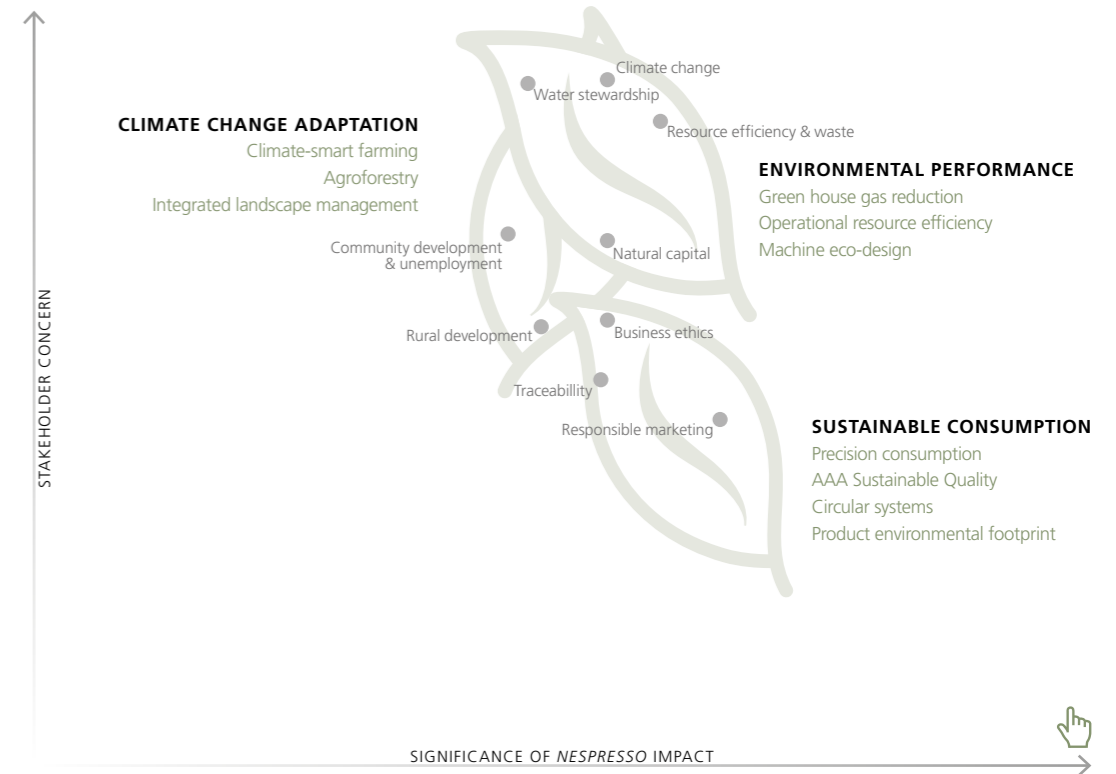 Climate change
Water stewardship
CLIMATE CHANGE ADAPTATION
Climate-smart farming
Agroforestry
Integrated landscape management
Resource efficiency & waste
ENVIRONMENTAL PERFORMANCE
Green house gas reduction
Operational resource efficiency
Machine eco-design
Community development
& unemployment
Natural capital
STAKEHOLDER CONCERN
Rural development
Business ethics
Traceabillity
Responsible marketing
SUSTAINABLE CONSUMPTION
Precision consumption
AAA Sustainable Quality
Circular systems
Product environmental footprint
SIGNIFICANCE OF NESPRESSO IMPACT